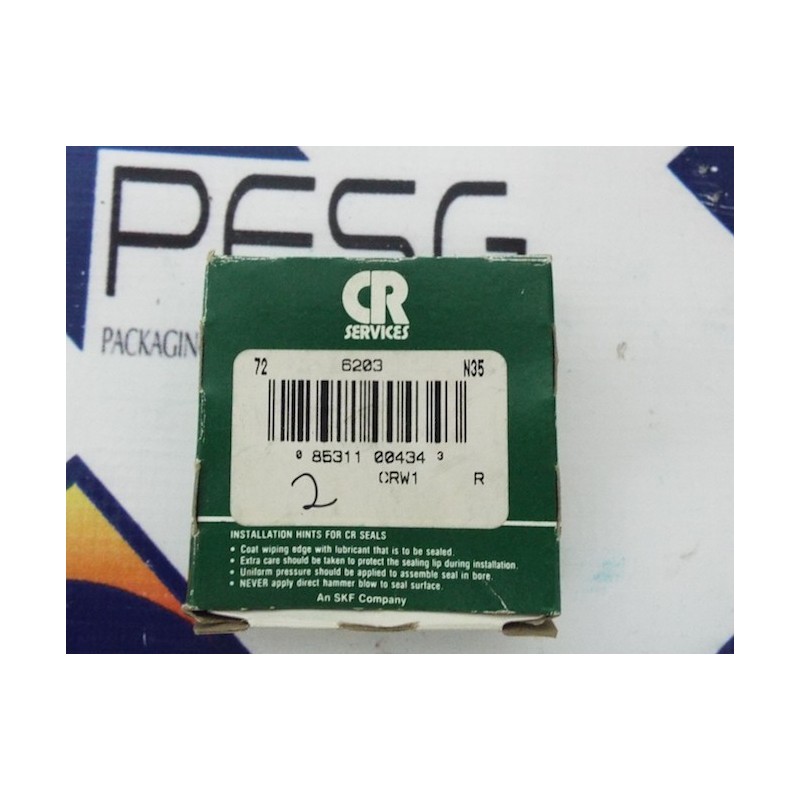 PESG
PACKAGIN
CR
SERVICES
72 6203 N35
0 85311 00434 3
2 CRW1 R
INSTALLATION HINTS FOR CR SEALS
• Coat wiping edge with lubricant that is to be sealed.
• Extra care should be taken to protect the sealing lip during installation.
• Uniform pressure should be applied to assemble seal in bore.
• NEVER apply direct hammer blow to seal surface.
An SKF Company